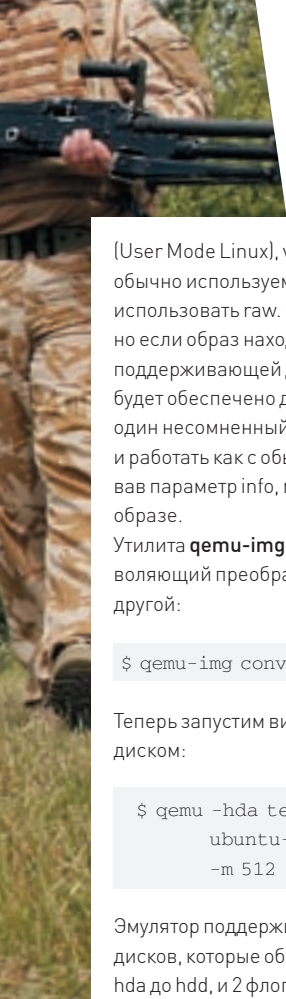 (User Mode Linux),
обычно используем
использовать raw.
но если образ нахо
поддерживающей
будет обеспечено
один несомненный
и работать как с об
вав параметр info,
образе.
Утилита qemu-img
воляющий преобра
другой:
$ qemu-img conv
Теперь запустим ви
диском:
$ qemu -hda te
ubuntu-
-m 512
Эмулятор поддержи
дисков, которые об
hda до hdd, и 2 флоп